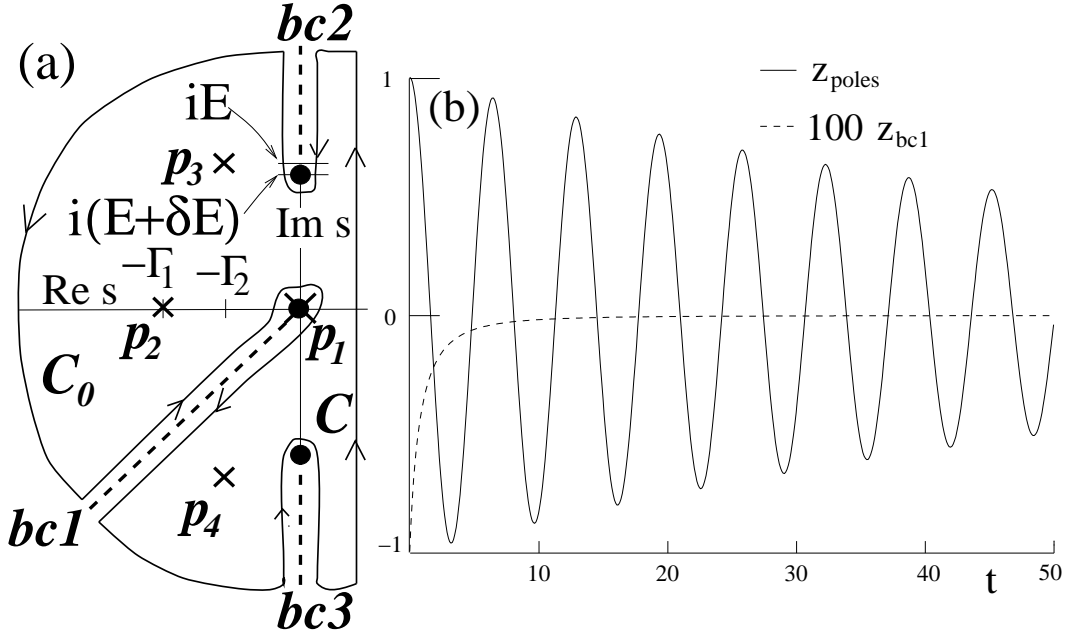 (a)
bc2
iE
p3
i(E+δE)
Im s
−Γ1
−Γ2
Re s
p2
p1
C0
C
bc1
p4
bc3
(b)
zpoles
100 zbc1
1
0
−1
10
20
30
40
50
t